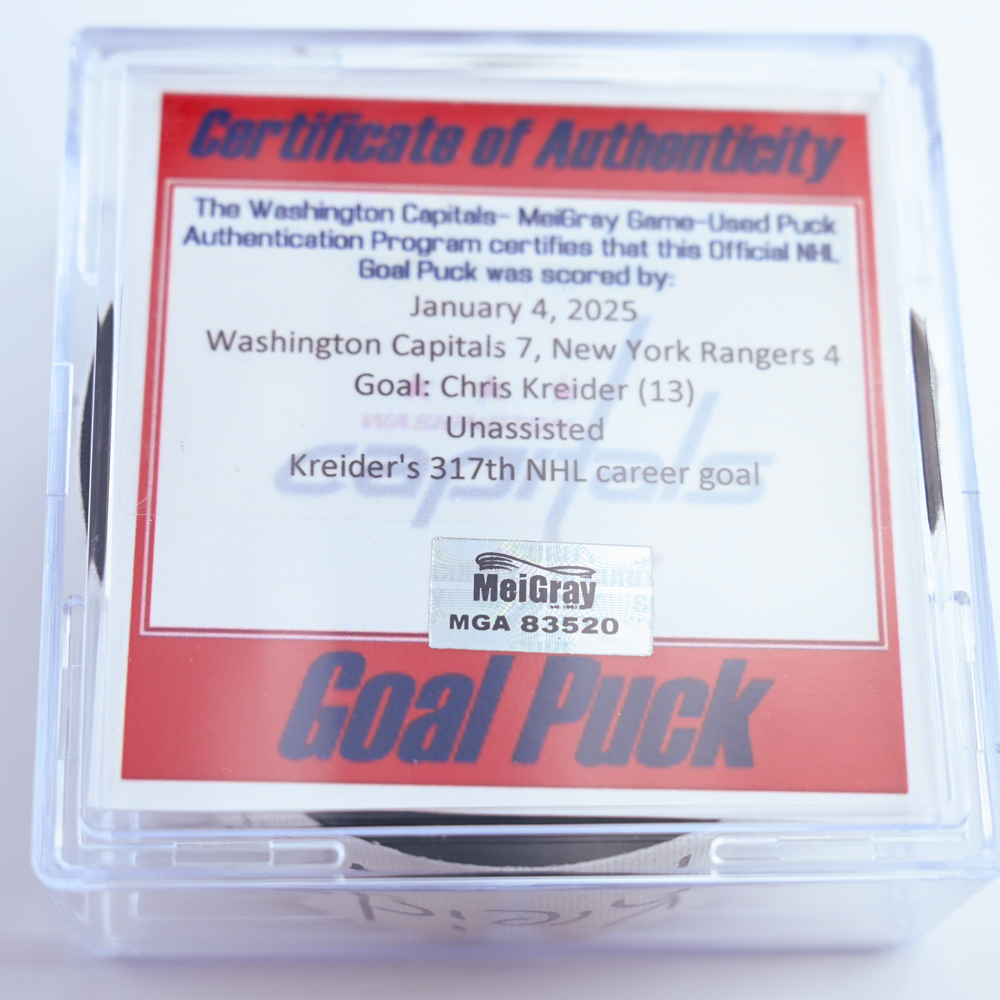 Certificate of Authenticity
The Washington Capitals- MeiGray Game-Used Puck
Authentication Program certifies that this Official NHL
Goal Puck was scored by:
January 4, 2025
Washington Capitals 7, New York Rangers 4
Goal: Chris Kreider (13)
WASHINGTON
Unassisted
capitals
Kreider's 317th NHL career goal
MeiGray
MGA 83520
Goal Puck